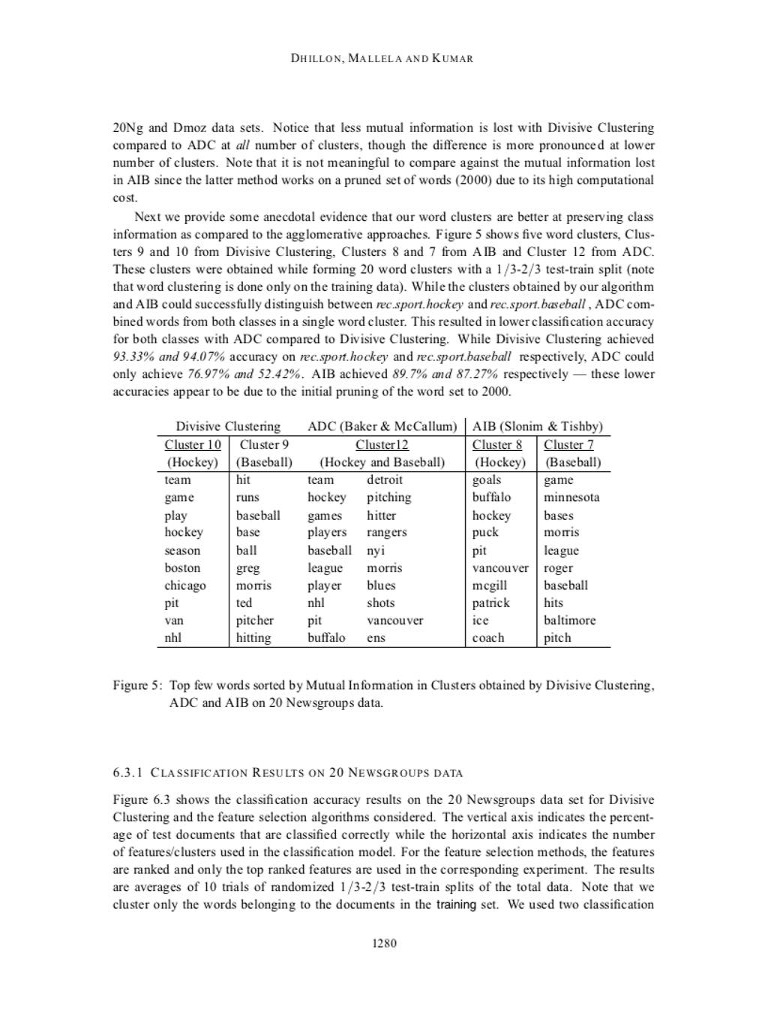 DHILLON, MALLELA AND KUMAR
20Ng and Dmoz data sets. Notice that less mutual information is lost with Divisive Clustering
compared to ADC at all number of clusters, though the difference is more pronounced at lower
number of clusters. Note that it is not meaningful to compare against the mutual information lost
in AIB since the latter method works on a pruned set of words (2000) due to its high computational
cost.
Next we provide some anecdotal evidence that our word clusters are better at preserving class
information as compared to the agglomerative approaches. Figure 5 shows five word clusters, Clus-
ters 9 and 10 from Divisive Clustering, Clusters 8 and 7 from AIB and Cluster 12 from ADC.
These clusters were obtained while forming 20 word clusters with a 1/3-2/3 test-train split (note
that word clustering is done only on the training data). While the clusters obtained by our algorithm
and AIB could successfully distinguish between rec.sport.hockey and rec.sport.baseball , ADC com-
bined words from both classes in a single word cluster. This resulted in lower classification accuracy
for both classes with ADC compared to Divisive Clustering. While Divisive Clustering achieved
93.33% and 94.07% accuracy on rec.sport.hockey and rec.sport.baseball respectively, ADC could
only achieve 76.97% and 52.42%. AIB achieved 89.7% and 87.27% respectively — these lower
accuracies appear to be due to the initial pruning of the word set to 2000.
Divisive Clustering ADC (Baker & McCallum) AIB (Slonim & Tishby)
Cluster 10 Cluster 9 Cluster12 Cluster 8 Cluster 7
(Hockey) (Baseball) (Hockey and Baseball) (Hockey) (Baseball)
team hit team detroit goals game
game runs hockey pitching buffalo minnesota
play baseball games hitter hockey bases
hockey base players rangers puck morris
season ball baseball nyi pit league
boston greg league morris vancouver roger
chicago morris player blues mcgill baseball
pit ted nhl shots patrick hits
van pitcher pit vancouver ice baltimore
nhl hitting buffalo ens coach pitch
Figure 5: Top few words sorted by Mutual Information in Clusters obtained by Divisive Clustering,
ADC and AIB on 20 Newsgroups data.
6.3.1 CLASSIFICATION RESULTS ON 20 NEWSGROUPS DATA
Figure 6.3 shows the classification accuracy results on the 20 Newsgroups data set for Divisive
Clustering and the feature selection algorithms considered. The vertical axis indicates the percent-
age of test documents that are classified correctly while the horizontal axis indicates the number
of features/clusters used in the classification model. For the feature selection methods, the features
are ranked and only the top ranked features are used in the corresponding experiment. The results
are averages of 10 trials of randomized 1/3-2/3 test-train splits of the total data. Note that we
cluster only the words belonging to the documents in the training set. We used two classification
1280